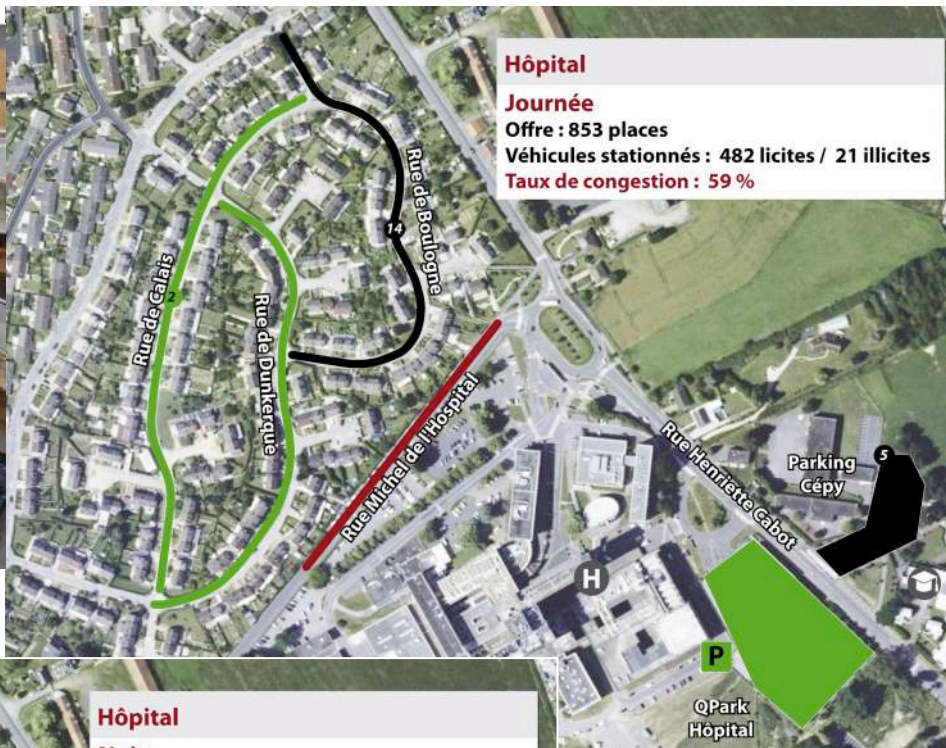 Hôpital
Journée
Offre : 853 places
Véhicules stationnés : 482 licites / 21 illicites
Taux de congestion : 59 %
Rue de Boulogne
14
Rue de Calais
2
Rue de Dunkerque
Rue Michel de l'Hospital
Rue Henriette Cabot
Parking
Cépy
5
H
P
QPark
Hôpital
Hôpital